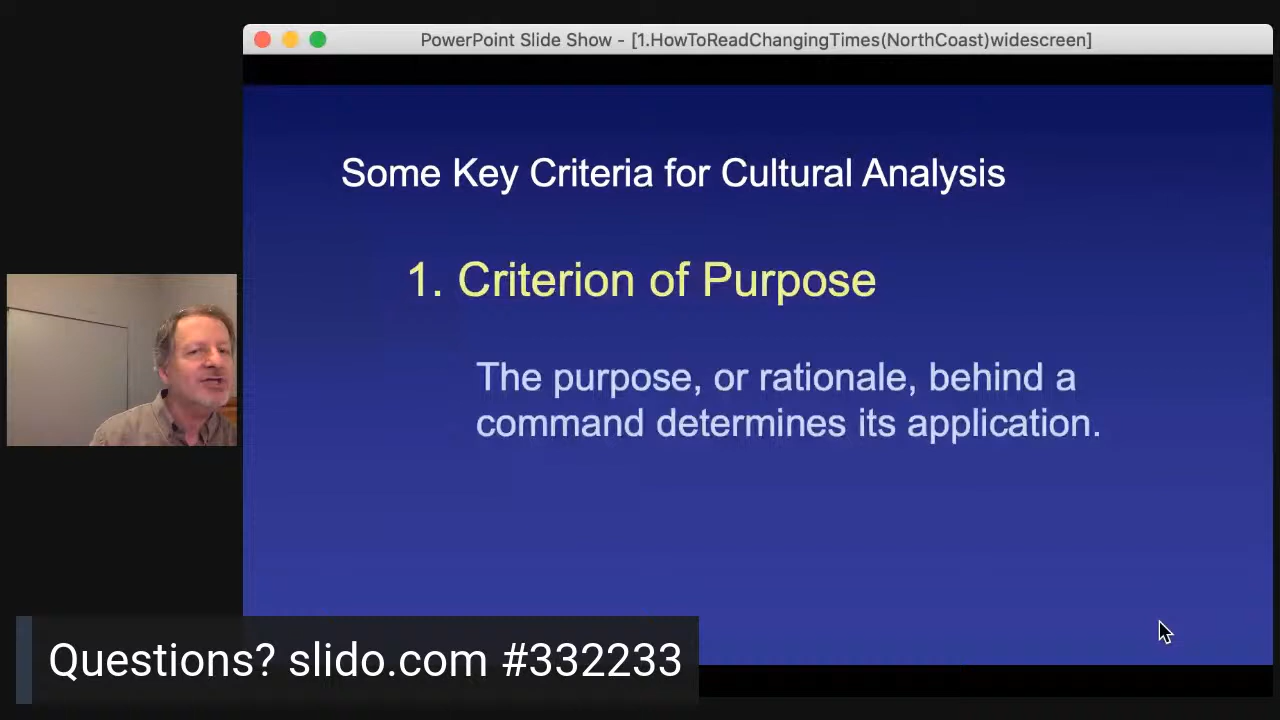 PowerPoint Slide Show - [1.HowToReadChangingTimes(NorthCoast)widescreen]
Some Key Criteria for Cultural Analysis
1. Criterion of Purpose
The purpose, or rationale, behind a
command determines its application.
Questions? slido.com #332233